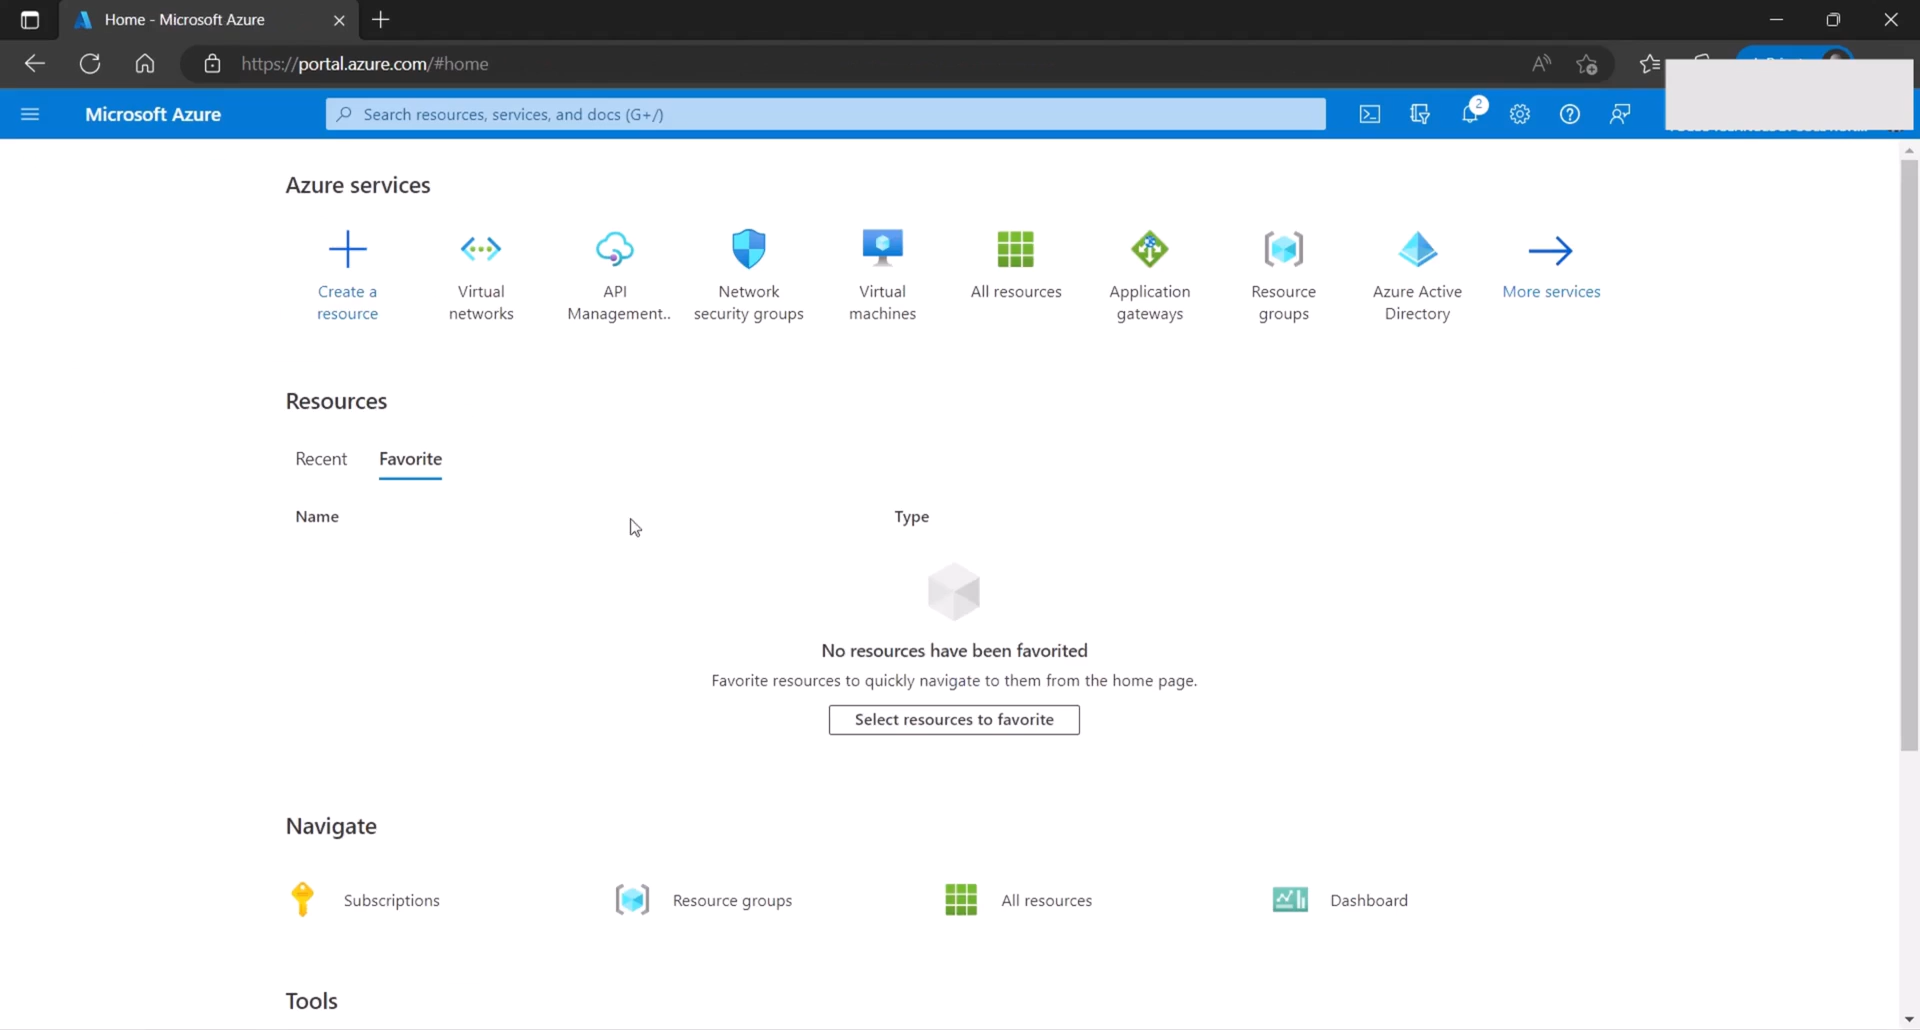 Home - Microsoft Azure
https://portal.azure.com/#home
Microsoft Azure
Search resources, services, and docs (G+/)
2
Azure services
Create a
resource
Virtual
networks
API
Management..
Network
security groups
Virtual
machines
All resources
Application
gateways
Resource
groups
Azure Active
Directory
More services
Resources
Recent
Favorite
Name
Type
No resources have been favorited
Favorite resources to quickly navigate to them from the home page.
Select resources to favorite
Navigate
Subscriptions
Resource groups
All resources
Dashboard
Tools